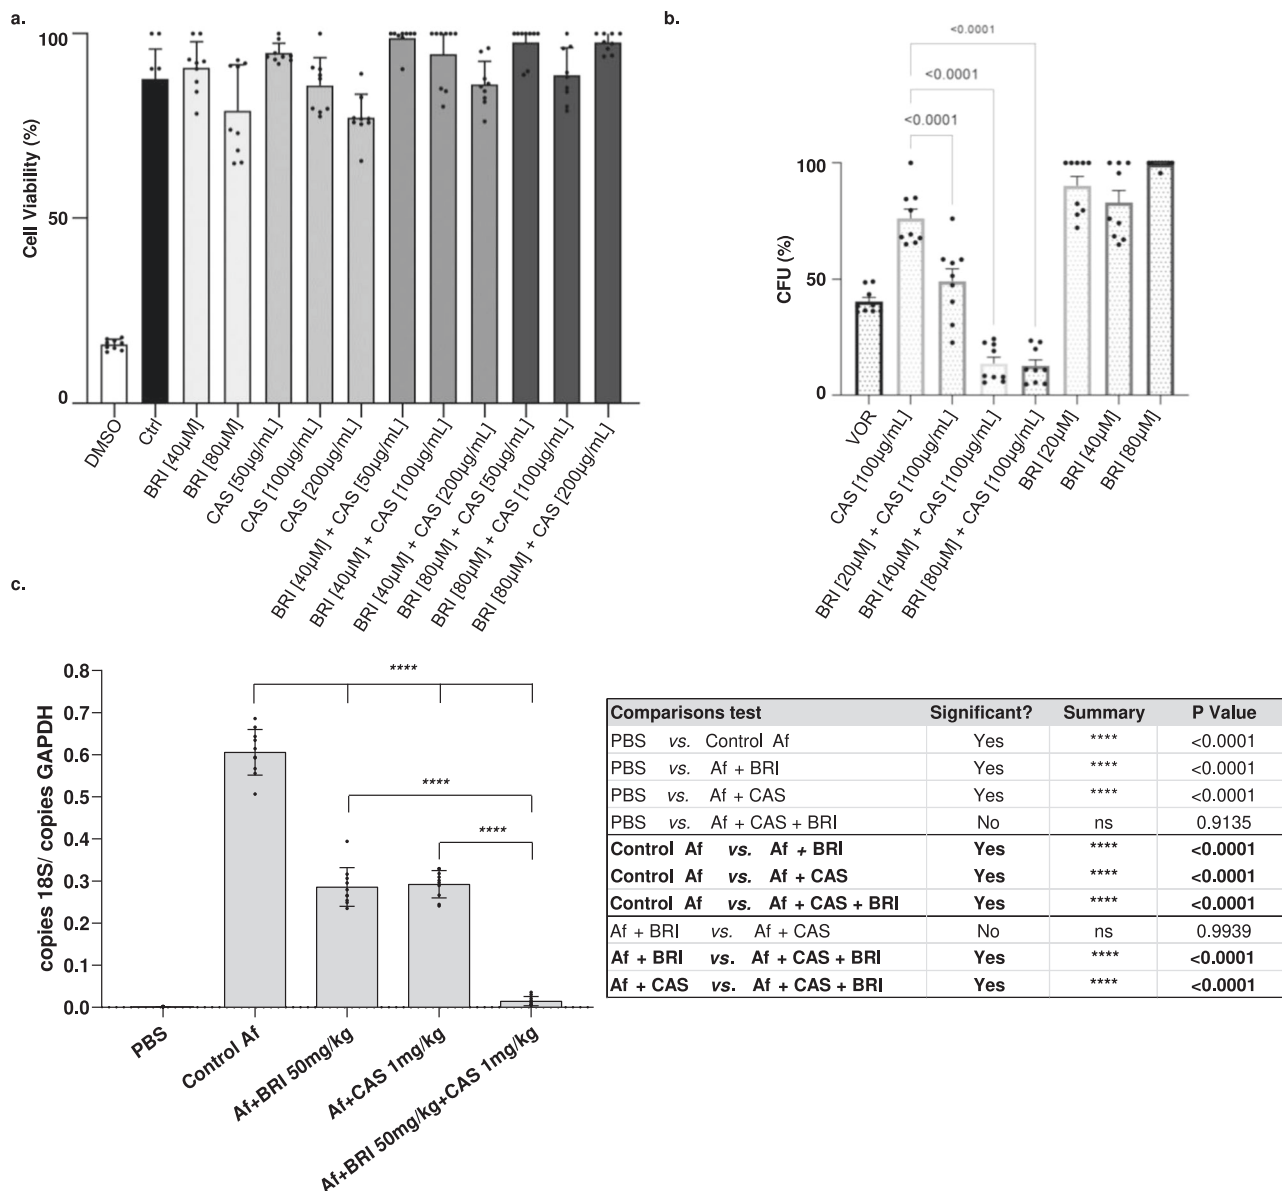 a.
100
50
0
Cell Viability (%)
DMSO
Ctrl
BRI [40µM]
BRI [80µM]
CAS [50µg/mL]
CAS [100µg/mL]
CAS [200µg/mL]
BRI [40µM] + CAS [50µg/mL]
BRI [40µM] + CAS [100µg/mL]
BRI [40µM] + CAS [200µg/mL]
BRI [80µM] + CAS [50µg/mL]
BRI [80µM] + CAS [100µg/mL]
BRI [80µM] + CAS [200µg/mL]
b.
<0.0001
<0.0001
<0.0001
100
50
0
CFU (%)
VOR
CAS [100µg/mL]
BRI [20µM] + CAS [100µg/mL]
BRI [40µM] + CAS [100µg/mL]
BRI [80µM] + CAS [100µg/mL]
BRI [20µM]
BRI [40µM]
BRI [80µM]
c.
0.8
0.7
0.6
0.5
0.4
0.3
0.2
0.1
0.0
copies 18S/ copies GAPDH
****
****
****
PBS
Control Af
Af+BRI 50mg/kg
Af+CAS 1mg/kg
Af+BRI 50mg/kg+CAS 1mg/kg
Comparisons test Significant? Summary P Value
PBS vs. Control Af Yes **** <0.0001
PBS vs. Af + BRI Yes **** <0.0001
PBS vs. Af + CAS Yes **** <0.0001
PBS vs. Af + CAS + BRI No ns 0.9135
Control Af vs. Af + BRI Yes **** <0.0001
Control Af vs. Af + CAS Yes **** <0.0001
Control Af vs. Af + CAS + BRI Yes **** <0.0001
Af + BRI vs. Af + CAS No ns 0.9939
Af + BRI vs. Af + CAS + BRI Yes **** <0.0001
Af + CAS vs. Af + CAS + BRI Yes **** <0.0001